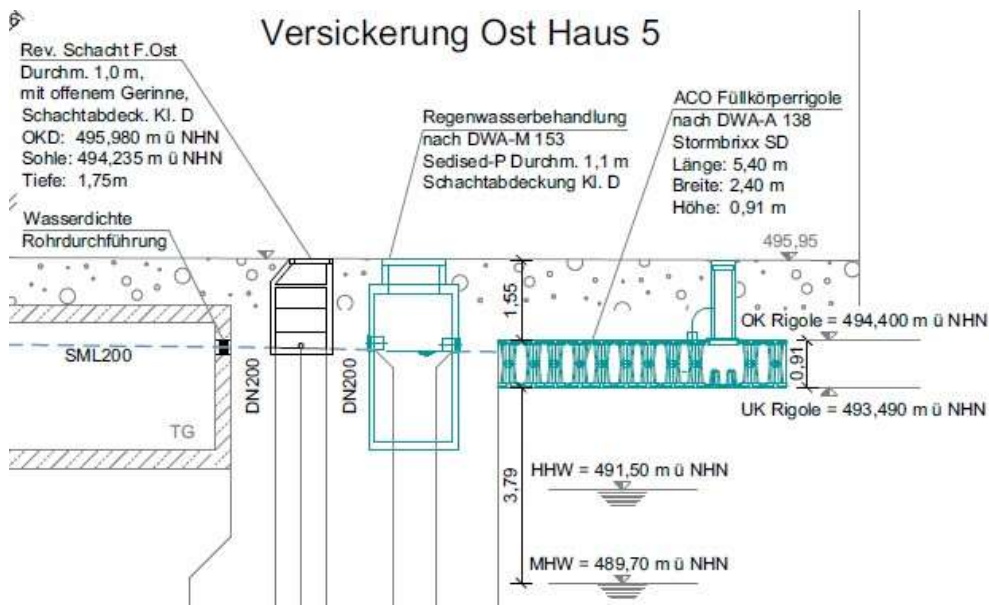 Versickerung Ost Haus 5
Rev. Schacht F.Ost
Durchm. 1,0 m,
mit offenem Gerinne,
Schachtabdeck. Kl. D
OKD: 495,980 m ü NHN
Sohle: 494,235 m ü NHN
Tiefe: 1,75m
Wasserdichte
Rohrdurchführung
Regenwasserbehandlung
nach DWA-M 153
Sedised-P Durchm. 1,1 m
Schachtabdeckung Kl. D
ACO Füllkörperrigole
nach DWA-A 138
Stormbrixx SD
Länge: 5,40 m
Breite: 2,40 m
Höhe: 0,91 m
495,95
1,55
OK Rigole = 494,400 m ü NHN
SML200
DN200
DN200
0,91
UK Rigole = 493,490 m ü NHN
TG
3,79
HHW = 491,50 m ü NHN
MHW = 489,70 m ü NHN